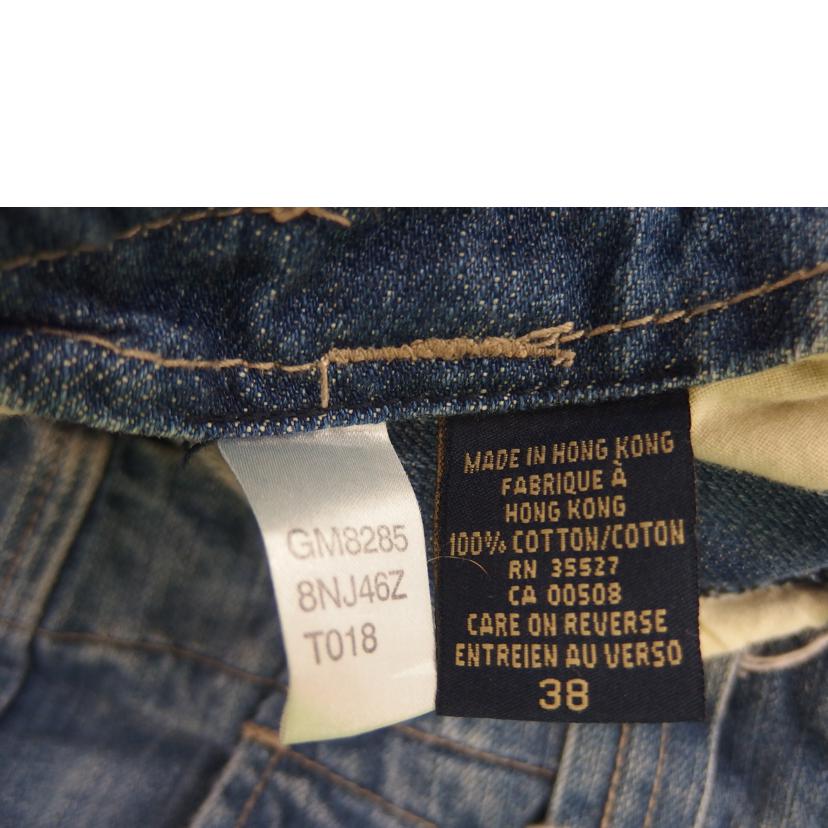 GM8285
8NJ46Z
T018
MADE IN HONG KONG
FABRIQUE À
HONG KONG
100% COTTON/COTON
RN 35527
CA 00508
CARE ON REVERSE
ENTREIEN AU VERSO
38